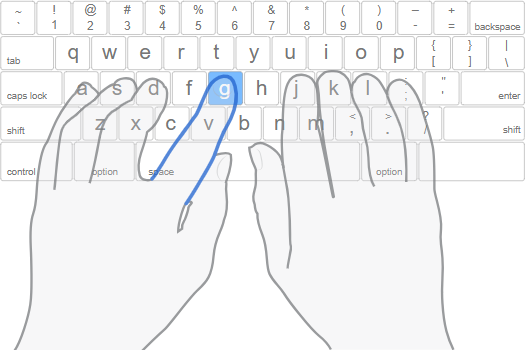 ~ ! @ # $ % ^ & * ( ) – +
` 1 2 3 4 5 6 7 8 9 0 - = backspace
tab q w e r t y u i o p { [ } ] | \
caps lock a s d f g h j k l : ; " ' enter
shift z x c v b n m < , > . ? / shift
control option space option